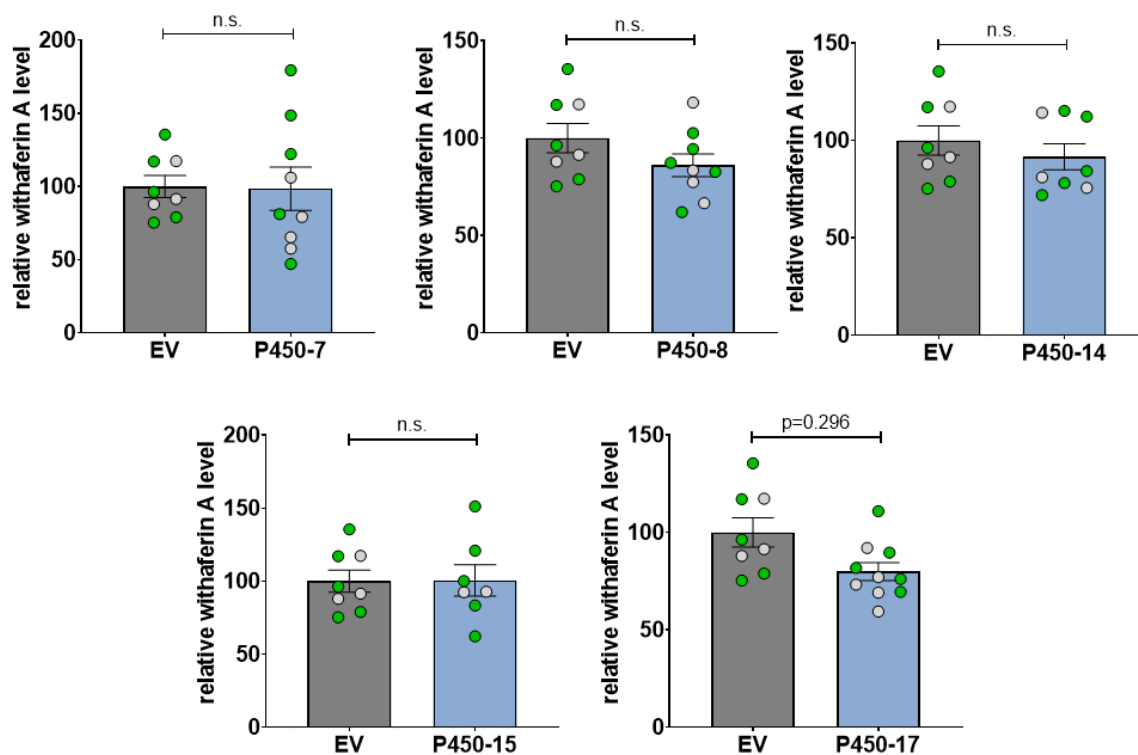 n.s.
relative withaferin A level
200
150
100
50
0
EV P450-7
n.s.
relative withaferin A level
150
100
50
0
EV P450-8
n.s.
relative withaferin A level
150
100
50
0
EV P450-14
n.s.
relative withaferin A level
200
150
100
50
0
EV P450-15
p=0.296
relative withaferin A level
150
100
50
0
EV P450-17